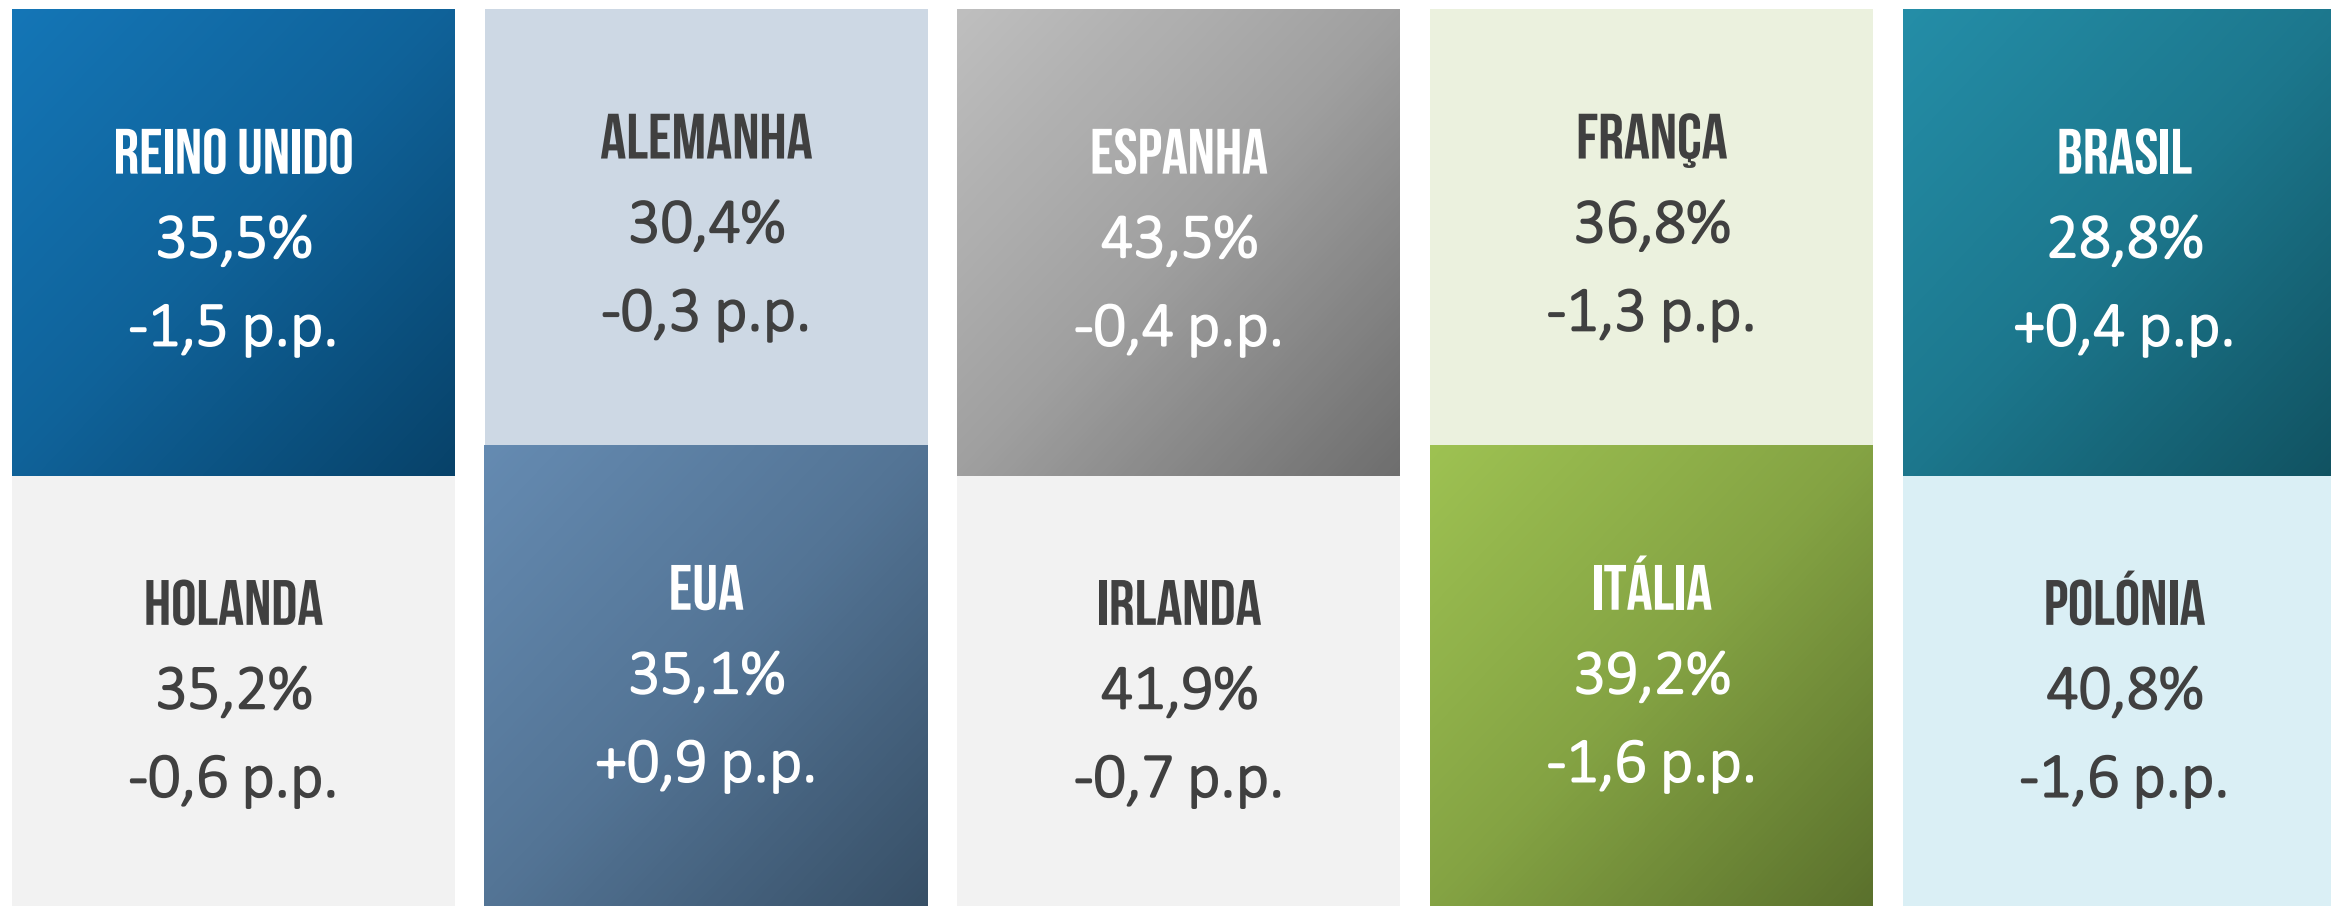 REINO UNIDO
35,5%
-1,5 p.p.
ALEMANHA
30,4%
-0,3 p.p.
ESPANHA
43,5%
-0,4 p.p.
FRANÇA
36,8%
-1,3 p.p.
BRASIL
28,8%
+0,4 p.p.
HOLANDA
35,2%
-0,6 p.p.
EUA
35,1%
+0,9 p.p.
IRLANDA
41,9%
-0,7 p.p.
ITÁLIA
39,2%
-1,6 p.p.
POLÓNIA
40,8%
-1,6 p.p.